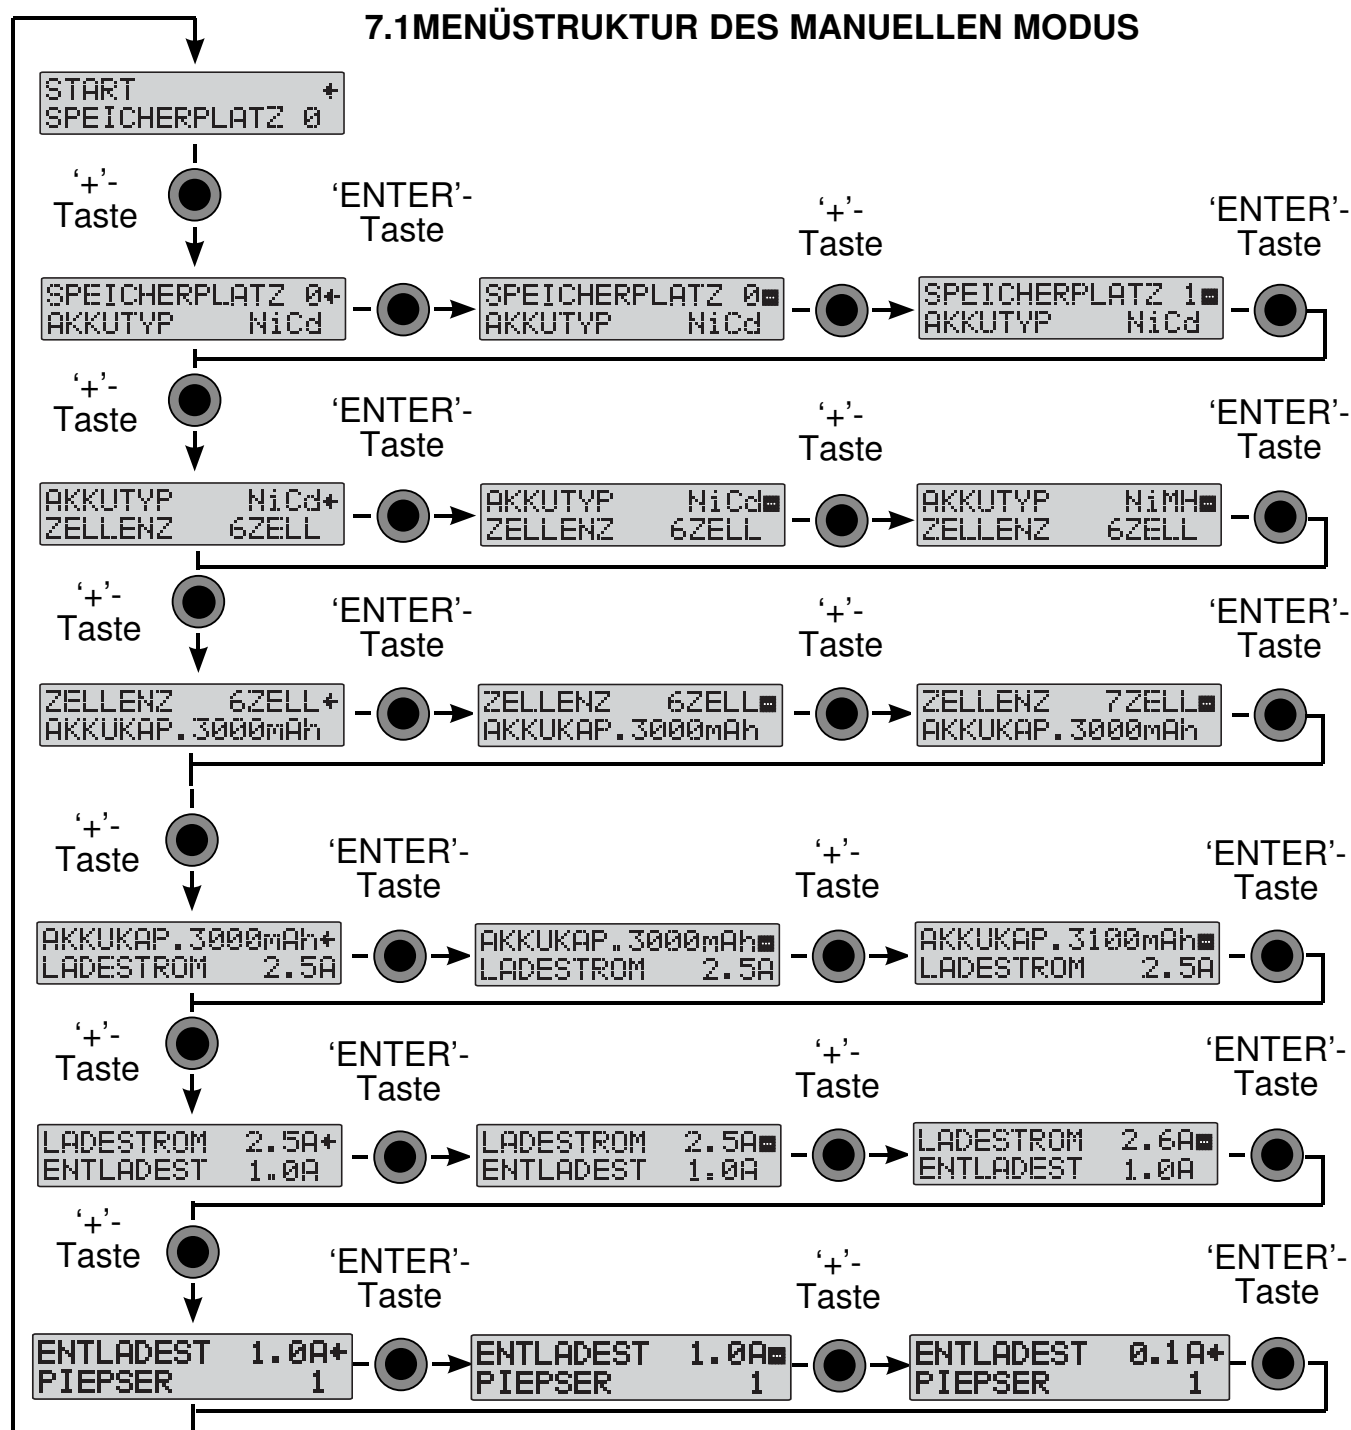 7.1MENÜSTRUKTUR DES MANUELLEN MODUS
START
SPEICHERPLATZ 0
‘+’-
Taste
‘ENTER’-
Taste
‘+’-
Taste
‘ENTER’-
Taste
SPEICHERPLATZ 0
AKKUTYP NiCd
SPEICHERPLATZ 0
AKKUTYP NiCd
SPEICHERPLATZ 1
AKKUTYP NiCd
‘+’-
Taste
‘ENTER’-
Taste
‘+’-
Taste
‘ENTER’-
Taste
AKKUTYP NiCd
ZELLENZ 6ZELL
AKKUTYP NiCd
ZELLENZ 6ZELL
AKKUTYP NiMH
ZELLENZ 6ZELL
‘+’-
Taste
‘ENTER’-
Taste
‘+’-
Taste
‘ENTER’-
Taste
ZELLENZ 6ZELL
AKKUKAP.3000mAh
ZELLENZ 6ZELL
AKKUKAP.3000mAh
ZELLENZ 7ZELL
AKKUKAP.3000mAh
‘+’-
Taste
‘ENTER’-
Taste
‘+’-
Taste
‘ENTER’-
Taste
AKKUKAP.3000mAh
LADESTROM 2.5A
AKKUKAP.3000mAh
LADESTROM 2.5A
AKKUKAP.3100mAh
LADESTROM 2.5A
‘+’-
Taste
‘ENTER’-
Taste
‘+’-
Taste
‘ENTER’-
Taste
LADESTROM 2.5A
ENTLADEST 1.0A
LADESTROM 2.5A
ENTLADEST 1.0A
LADESTROM 2.6A
ENTLADEST 1.0A
‘+’-
Taste
‘ENTER’-
Taste
‘+’-
Taste
‘ENTER’-
Taste
ENTLADEST 1.0A
PIEPSER 1
ENTLADEST 1.0A
PIEPSER 1
ENTLADEST 0.1A
PIEPSER 1